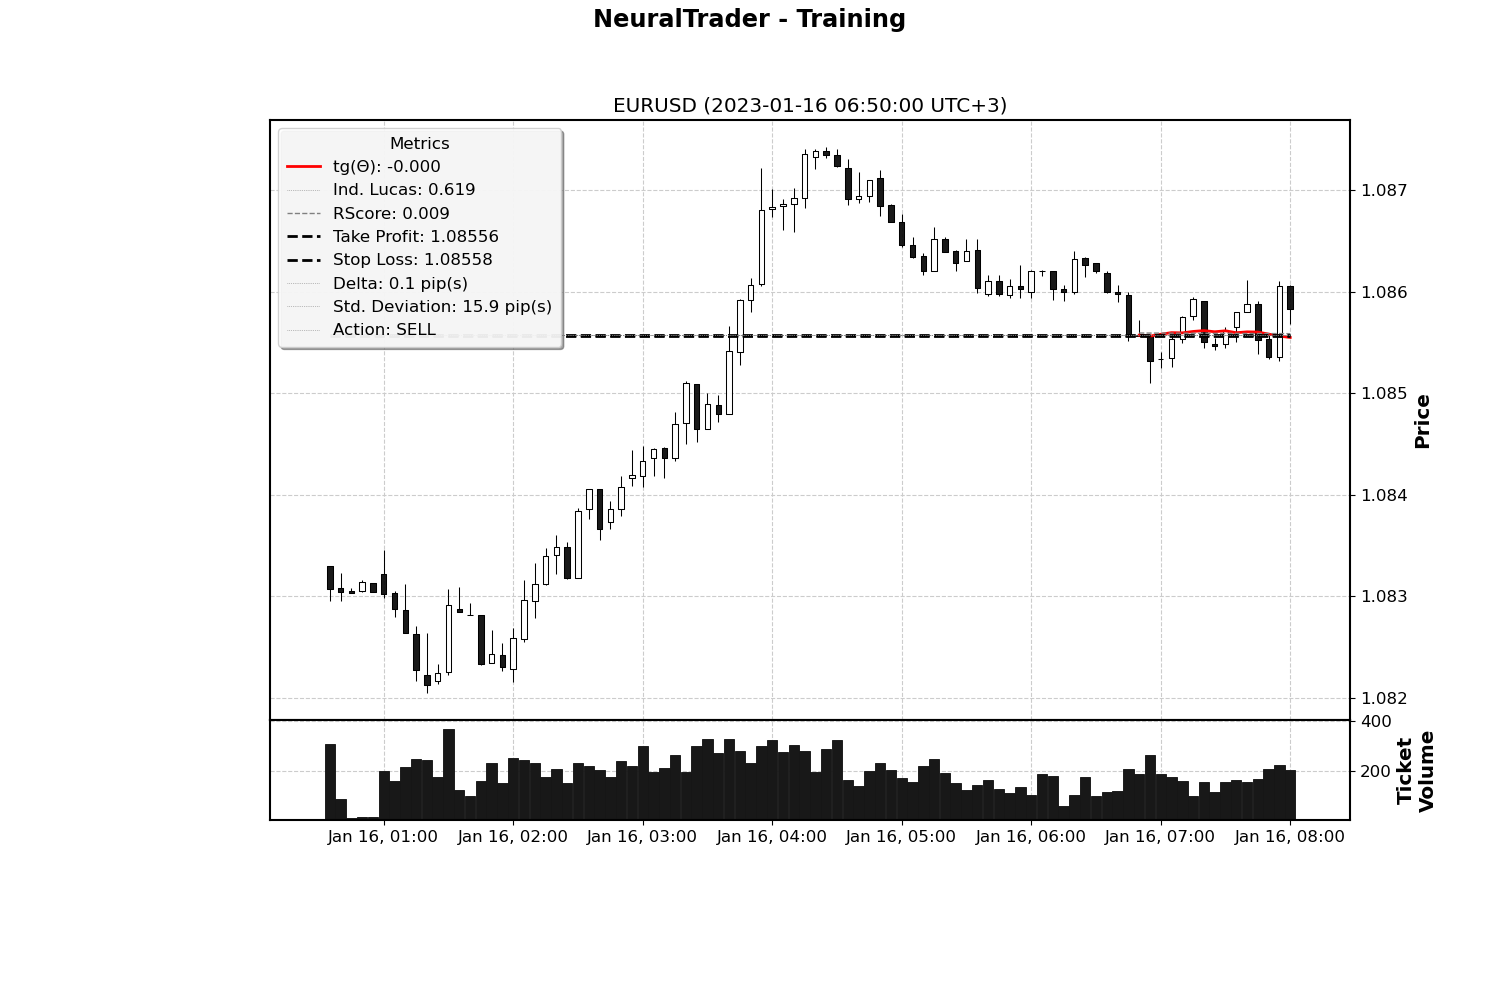 NeuralTrader - Training
EURUSD (2023-01-16 06:50:00 UTC+3)
Metrics
tg(Θ): -0.000
Ind. Lucas: 0.619
RScore: 0.009
Take Profit: 1.08556
Stop Loss: 1.08558
Delta: 0.1 pip(s)
Std. Deviation: 15.9 pip(s)
Action: SELL
1.087
1.086
1.085
1.084
1.083
1.082
Price
400
200
Ticket
Volume
Jan 16, 01:00
Jan 16, 02:00
Jan 16, 03:00
Jan 16, 04:00
Jan 16, 05:00
Jan 16, 06:00
Jan 16, 07:00
Jan 16, 08:00